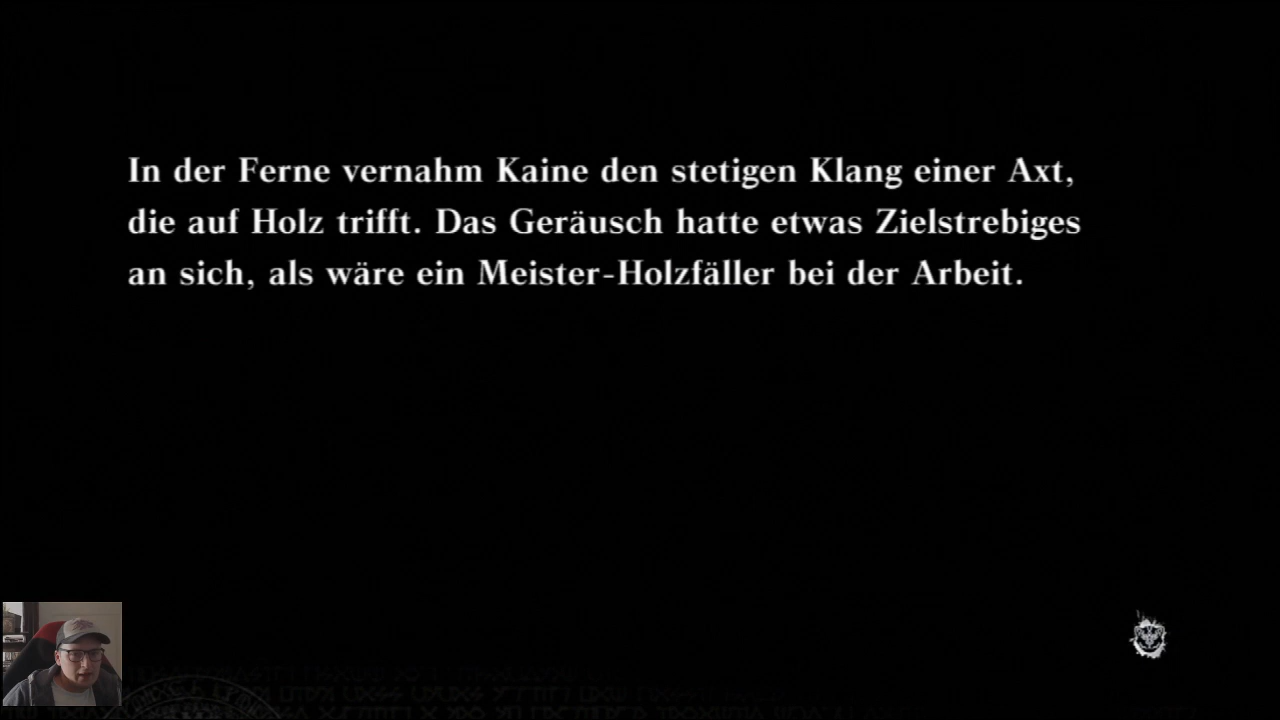 In der Ferne vernahm Kaine den stetigen Klang einer Axt,
die auf Holz trifft. Das Geräusch hatte etwas Zielstrebiges
an sich, als wäre ein Meister-Holzfäller bei der Arbeit.